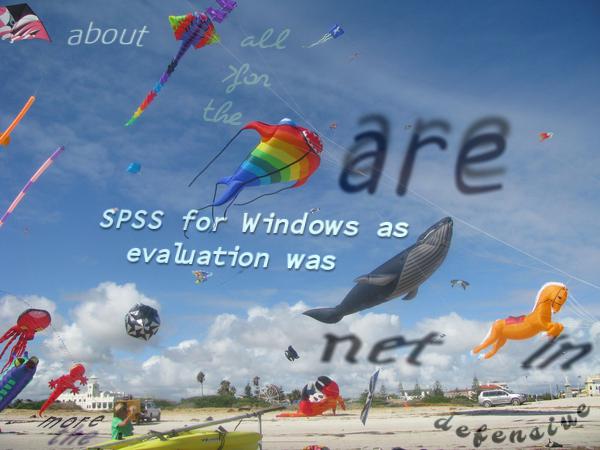 about all
for
the
are
SPSS for Windows as
evaluation was
net in
defensive
more
the